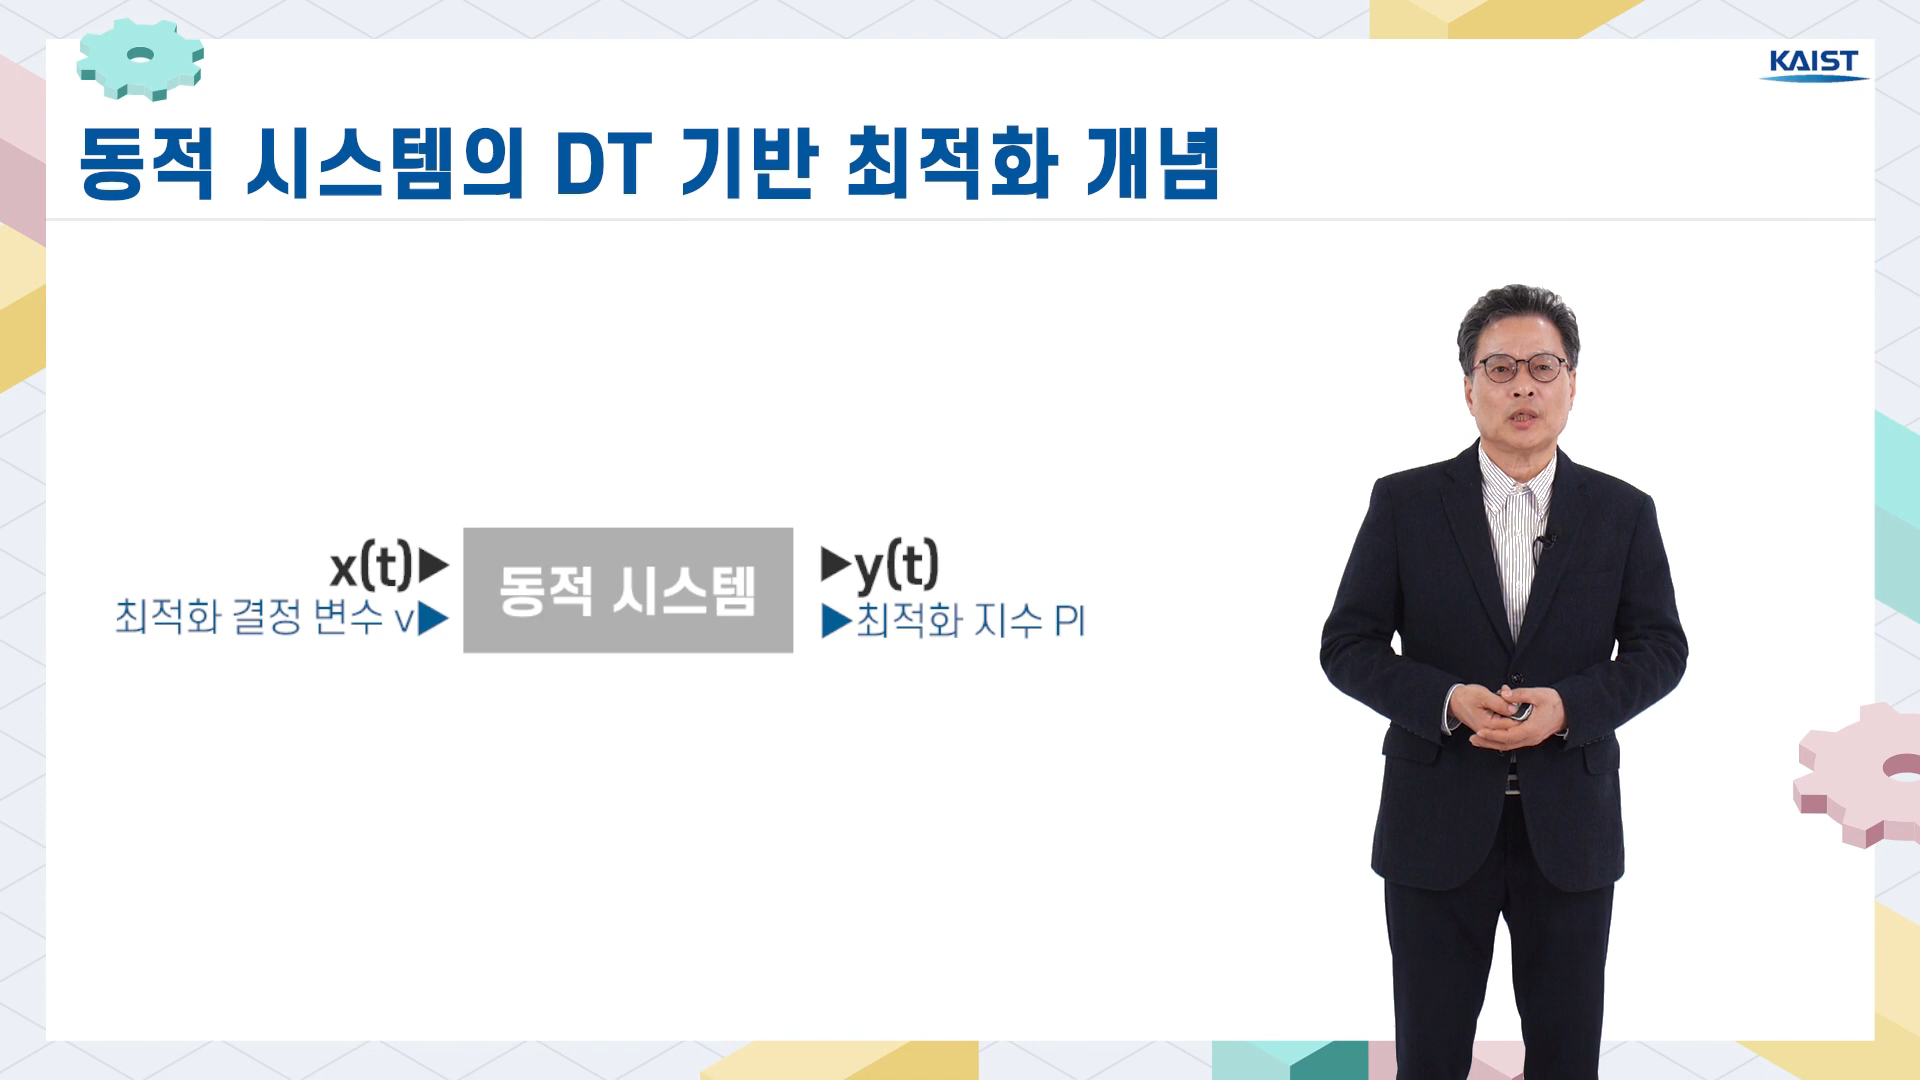 KAIST
동적 시스템의 DT 기반 최적화 개념
x(t)▶
최적화 결정 변수 v▶
동적 시스템
▶y(t)
▶최적화 지수 PI